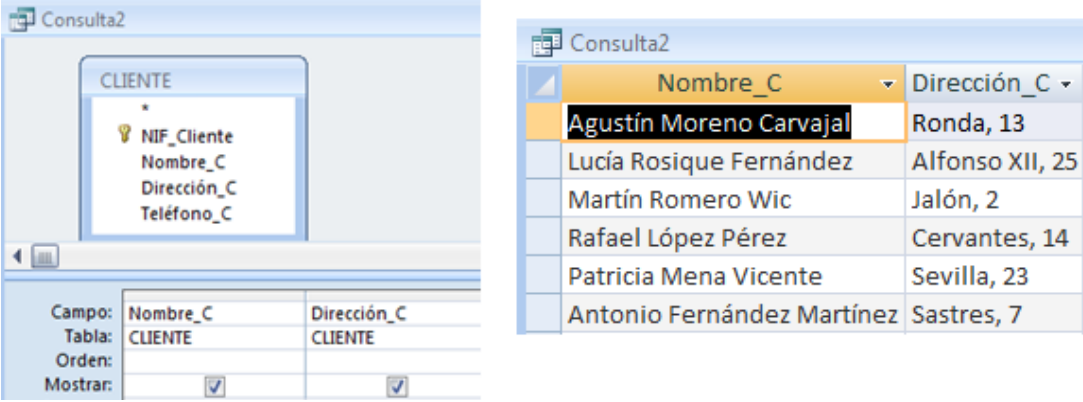 Consulta2
CLIENTE
*
NIF_Cliente
Nombre_C
Dirección_C
Teléfono_C
Campo: Nombre_C Dirección_C
Tabla: CLIENTE CLIENTE
Orden:
Mostrar:
Consulta2
Nombre_C Dirección_C
Agustín Moreno Carvajal Ronda, 13
Lucía Rosique Fernández Alfonso XII, 25
Martín Romero Wic Jalón, 2
Rafael López Pérez Cervantes, 14
Patricia Mena Vicente Sevilla, 23
Antonio Fernández Martínez Sastres, 7